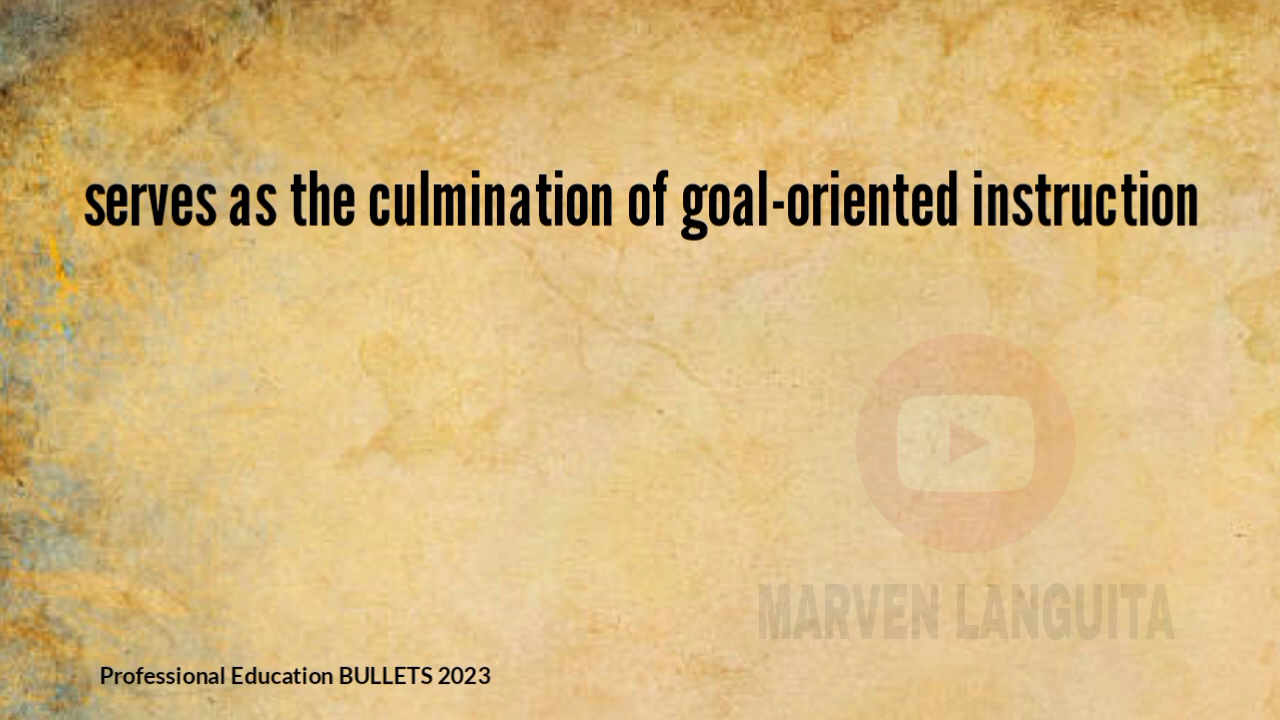 serves as the culmination of goal-oriented instruction
MARVEN LANGUITA
Professional Education BULLETS 2023